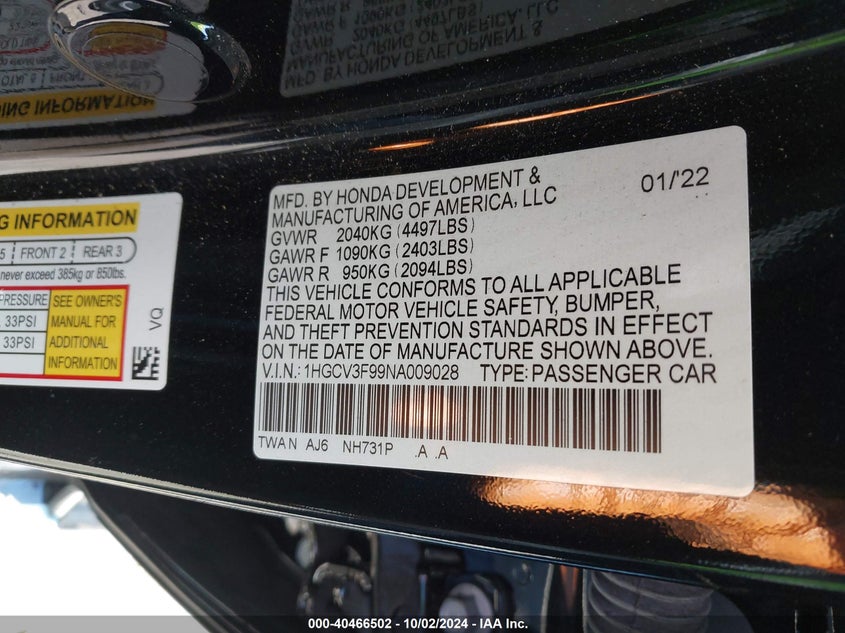 MFD. BY HONDA DEVELOPMENT &
MANUFACTURING OF AMERICA, LLC
01/'22
GVWR 2040KG (4497LBS)
GAWR F 1090KG (2403LBS)
GAWR R 950KG (2094LBS)
THIS VEHICLE CONFORMS TO ALL APPLICABLE
FEDERAL MOTOR VEHICLE SAFETY, BUMPER,
AND THEFT PREVENTION STANDARDS IN EFFECT
ON THE DATE OF MANUFACTURE SHOWN ABOVE.
V.I.N.: 1HGCV3F99NA009028 TYPE: PASSENGER CAR
TWA N AJ6 NH731P .A .A
G INFORMATION
5 FRONT 2 REAR 3
never exceed 385kg or 850lbs.
PRESSURE
33PSI
33PSI
SEE OWNER'S
MANUAL FOR
ADDITIONAL
INFORMATION
VQ
000-40466502 - 10/02/2024 - IAA Inc.